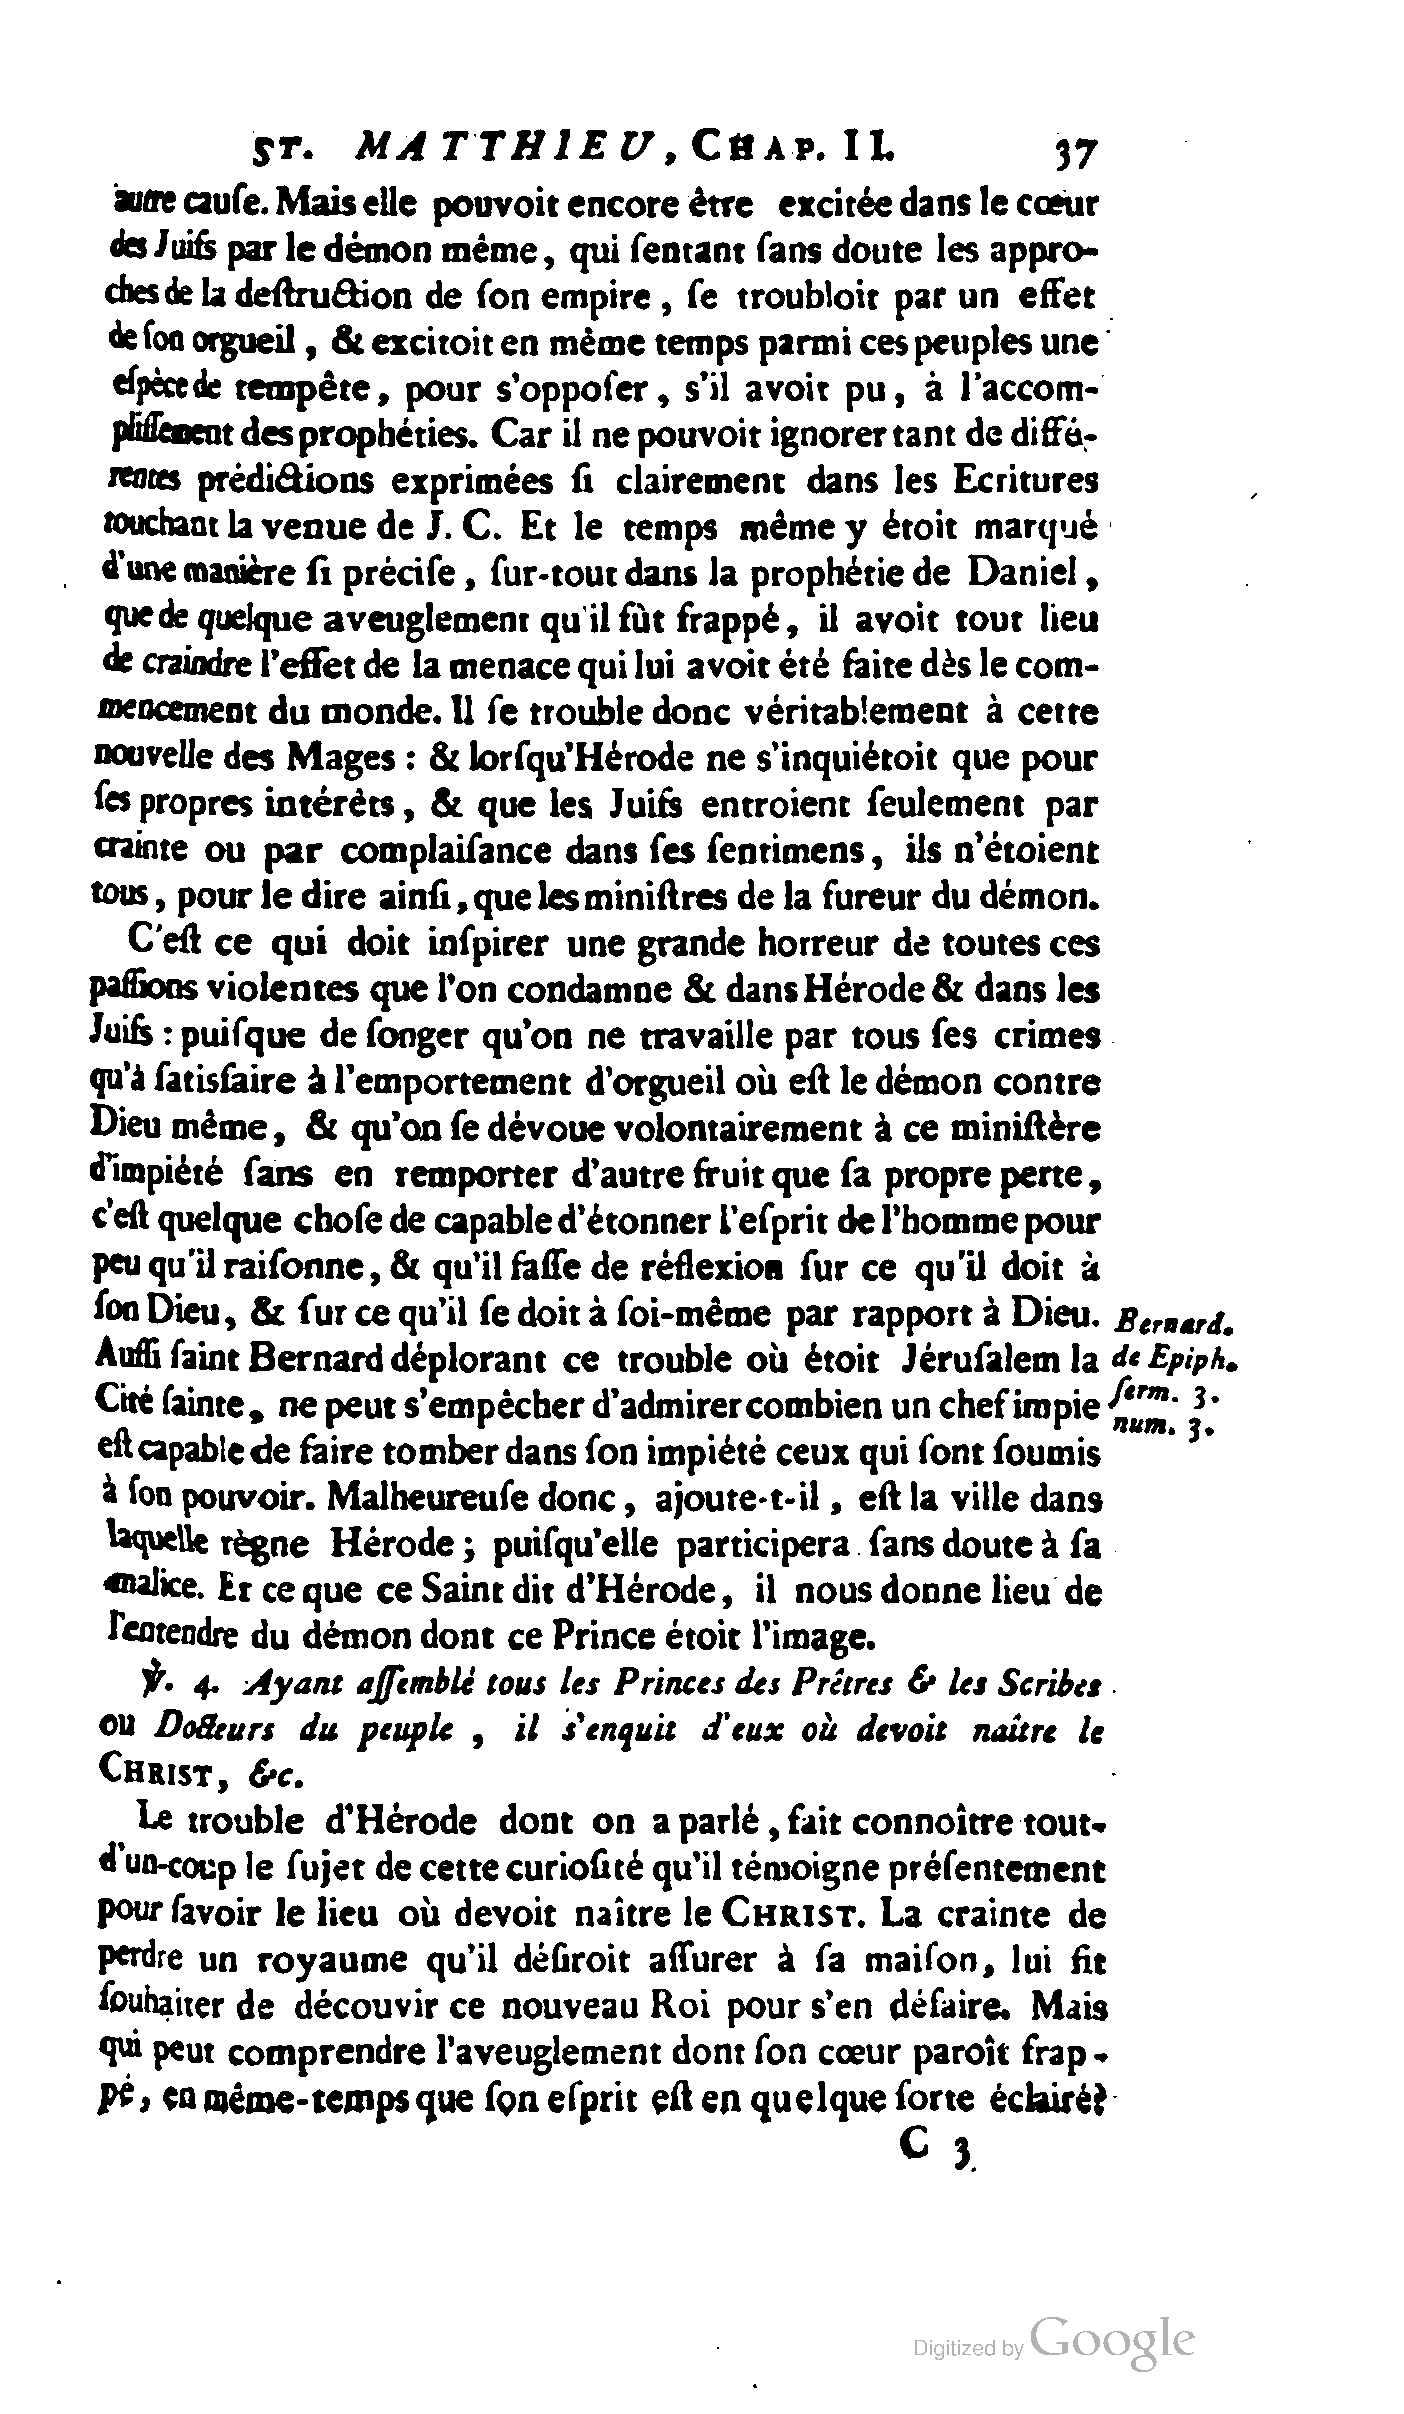 ST. MATTHIEU, CHAP. II. 37
autre cauſe. Mais elle pouvoit encore être excitée dans le cœur
des Juifs par le démon même, qui ſentant ſans doute les appro-
ches de la deſtruction de ſon empire, ſe troubloit par un effet
de ſon orgueil, & excitoit en même temps parmi ces peuples une
eſpèce de tempête, pour s'oppoſer, s'il avoit pu, à l'accom-
pliſſement des prophéties. Car il ne pouvoit ignorer tant de diffé-
rentes prédictions exprimées ſi clairement dans les Ecritures
touchant la venue de J. C. Et le temps même y étoit marqué
d'une manière ſi préciſe, ſur-tout dans la prophétie de Daniel,
que de quelque aveuglement qu'il fût frappé, il avoit tout lieu
de craindre l'effet de la menace qui lui avoit été faite dès le com-
mencement du monde. Il ſe trouble donc véritablement à cette
nouvelle des Mages : & lorſqu'Hérode ne s'inquiétoit que pour
ſes propres intérêts, & que les Juifs entroient ſeulement par
crainte ou par complaiſance dans ſes ſentimens, ils n'étoient
tous, pour le dire ainſi, que les miniſtres de la fureur du démon.
C'eſt ce qui doit inſpirer une grande horreur de toutes ces
paſſions violentes que l'on condamne & dans Hérode & dans les
Juifs : puiſque de ſonger qu'on ne travaille par tous ſes crimes
qu'à ſatisfaire à l'emportement d'orgueil où eſt le démon contre
Dieu même, & qu'on ſe dévoue volontairement à ce miniſtère
d'impiété ſans en remporter d'autre fruit que ſa propre perte,
c'eſt quelque choſe de capable d'étonner l'eſprit de l'homme pour
peu qu'il raiſonne, & qu'il faſſe de réflexion ſur ce qu'il doit à
ſon Dieu, & ſur ce qu'il ſe doit à ſoi-même par rapport à Dieu.
Auſſi ſaint Bernard déplorant ce trouble où étoit Jéruſalem la
Cité ſainte, ne peut s'empêcher d'admirer combien un chef impie
eſt capable de faire tomber dans ſon impiété ceux qui ſont ſoumis
à ſon pouvoir. Malheureuſe donc, ajoute-t-il, eſt la ville dans
laquelle règne Hérode ; puiſqu'elle participera ſans doute à ſa
malice. Et ce que ce Saint dit d'Hérode, il nous donne lieu de
l'entendre du démon dont ce Prince étoit l'image.
Bernard.
de Epiph.
ſerm. 3.
num. 3.
℣. 4. Ayant aſſemblé tous les Princes des Prêtres & les Scribes
ou Docteurs du peuple, il s'enquit d'eux où devoit naître le
CHRIST, &c.
Le trouble d'Hérode dont on a parlé, fait connoître tout-
d'un-coup le ſujet de cette curioſité qu'il témoigne préſentement
pour ſavoir le lieu où devoit naître le CHRIST. La crainte de
perdre un royaume qu'il déſiroit aſſurer à ſa maiſon, lui fit
ſouhaiter de découvir ce nouveau Roi pour s'en défaire. Mais
qui peut comprendre l'aveuglement dont ſon cœur paroît frap-
pé, en même-temps que ſon eſprit eſt en quelque ſorte éclairé?
C 3
Digitized by Google